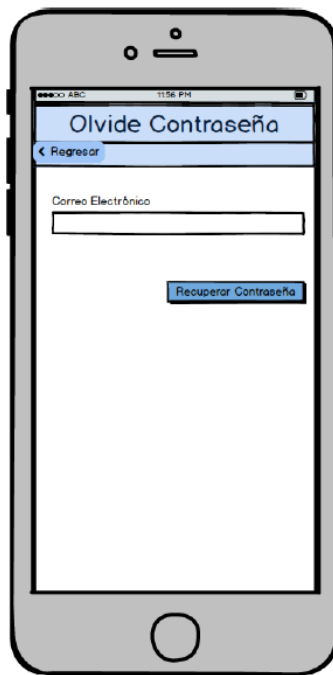 ABC 11:56 PM
Olvide Contraseña
Regresar
Correo Electrónico
Recuperar Contraseña